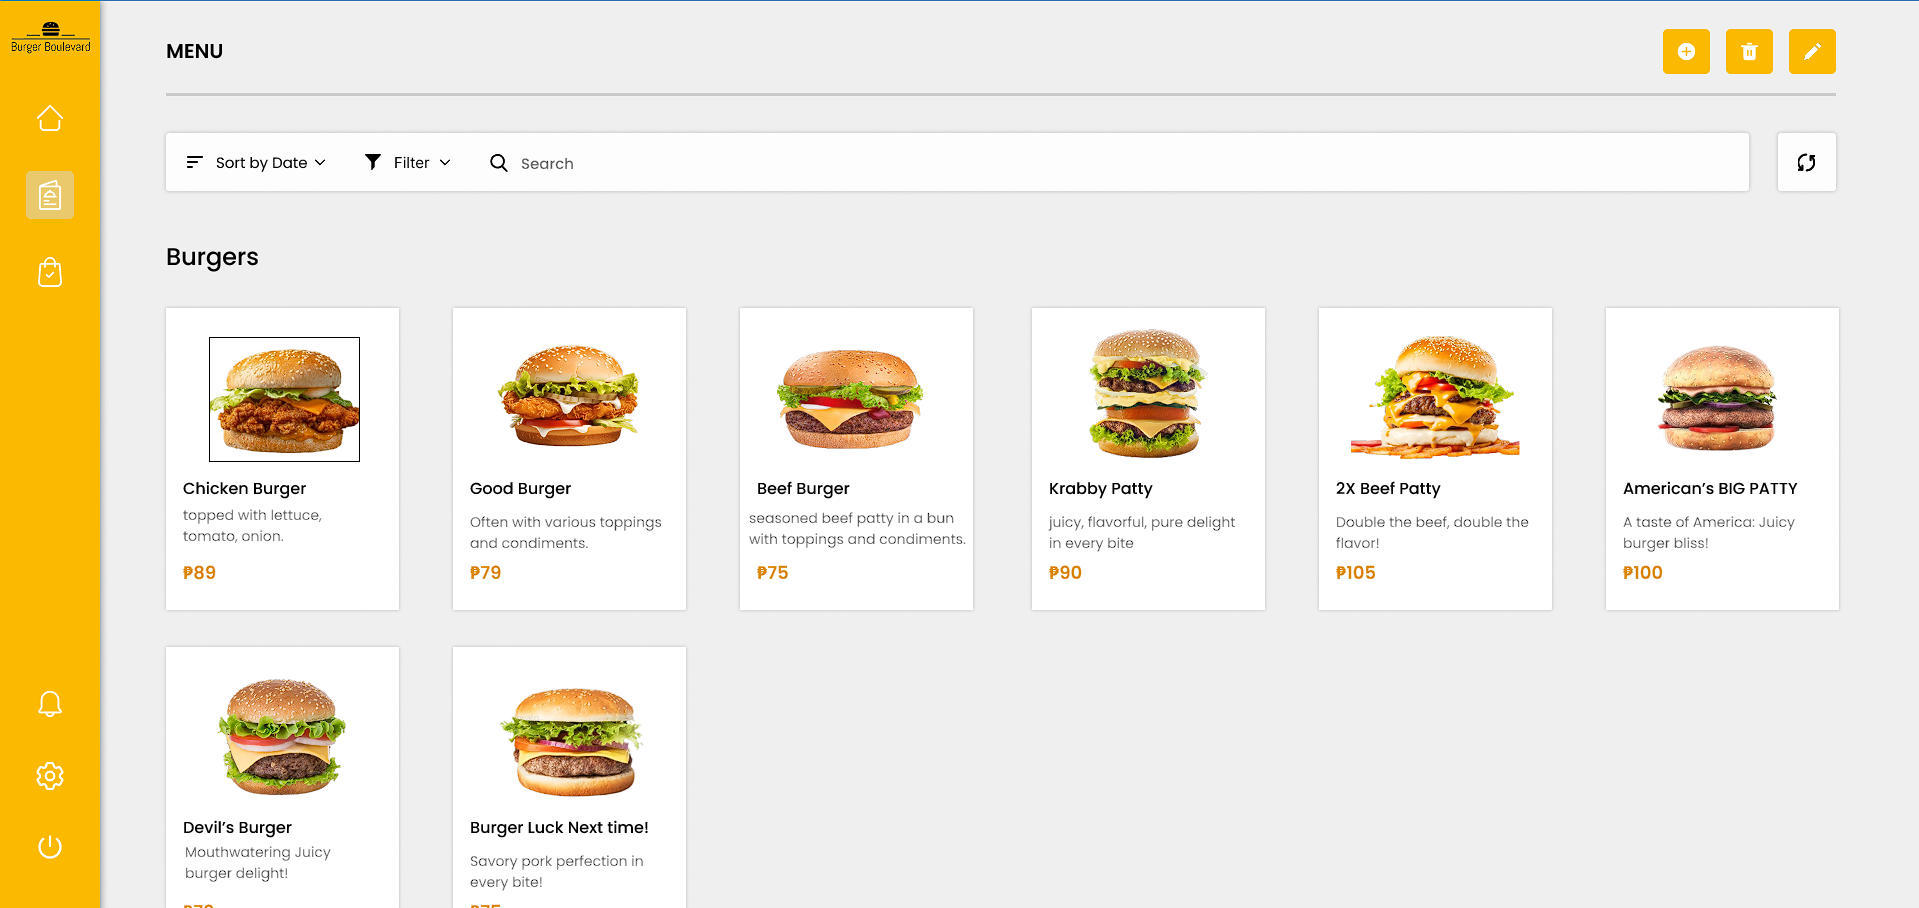 Burger Boulevard
MENU
Sort by Date
Filter
Search
Burgers
Chicken Burger
topped with lettuce,
tomato, onion.
₱89
Good Burger
Often with various toppings
and condiments.
₱79
Beef Burger
seasoned beef patty in a bun
with toppings and condiments.
₱75
Krabby Patty
juicy, flavorful, pure delight
in every bite
₱90
2X Beef Patty
Double the beef, double the
flavor!
₱105
American’s BIG PATTY
A taste of America: Juicy
burger bliss!
₱100
Devil’s Burger
Mouthwatering Juicy
burger delight!
Burger Luck Next time!
Savory pork perfection in
every bite!